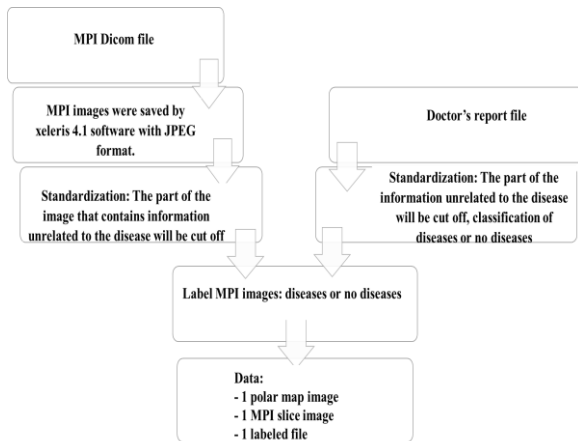 MPI Dicom file
MPI images were saved by
xeleris 4.1 software with JPEG
format.
Doctor's report file
Standardization: The part of the
image that contains information
unrelated to the disease will be cut off
Standardization: The part of the
information unrelated to the disease
will be cut off, classification of
diseases or no diseases
Label MPI images: diseases or no diseases
Data:
- 1 polar map image
- 1 MPI slice image
- 1 labeled file